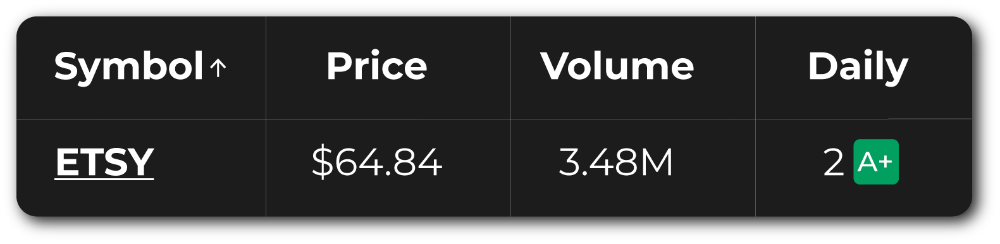 Symbol↑ Price Volume Daily
ETSY $64.84 3.48M 2 A+